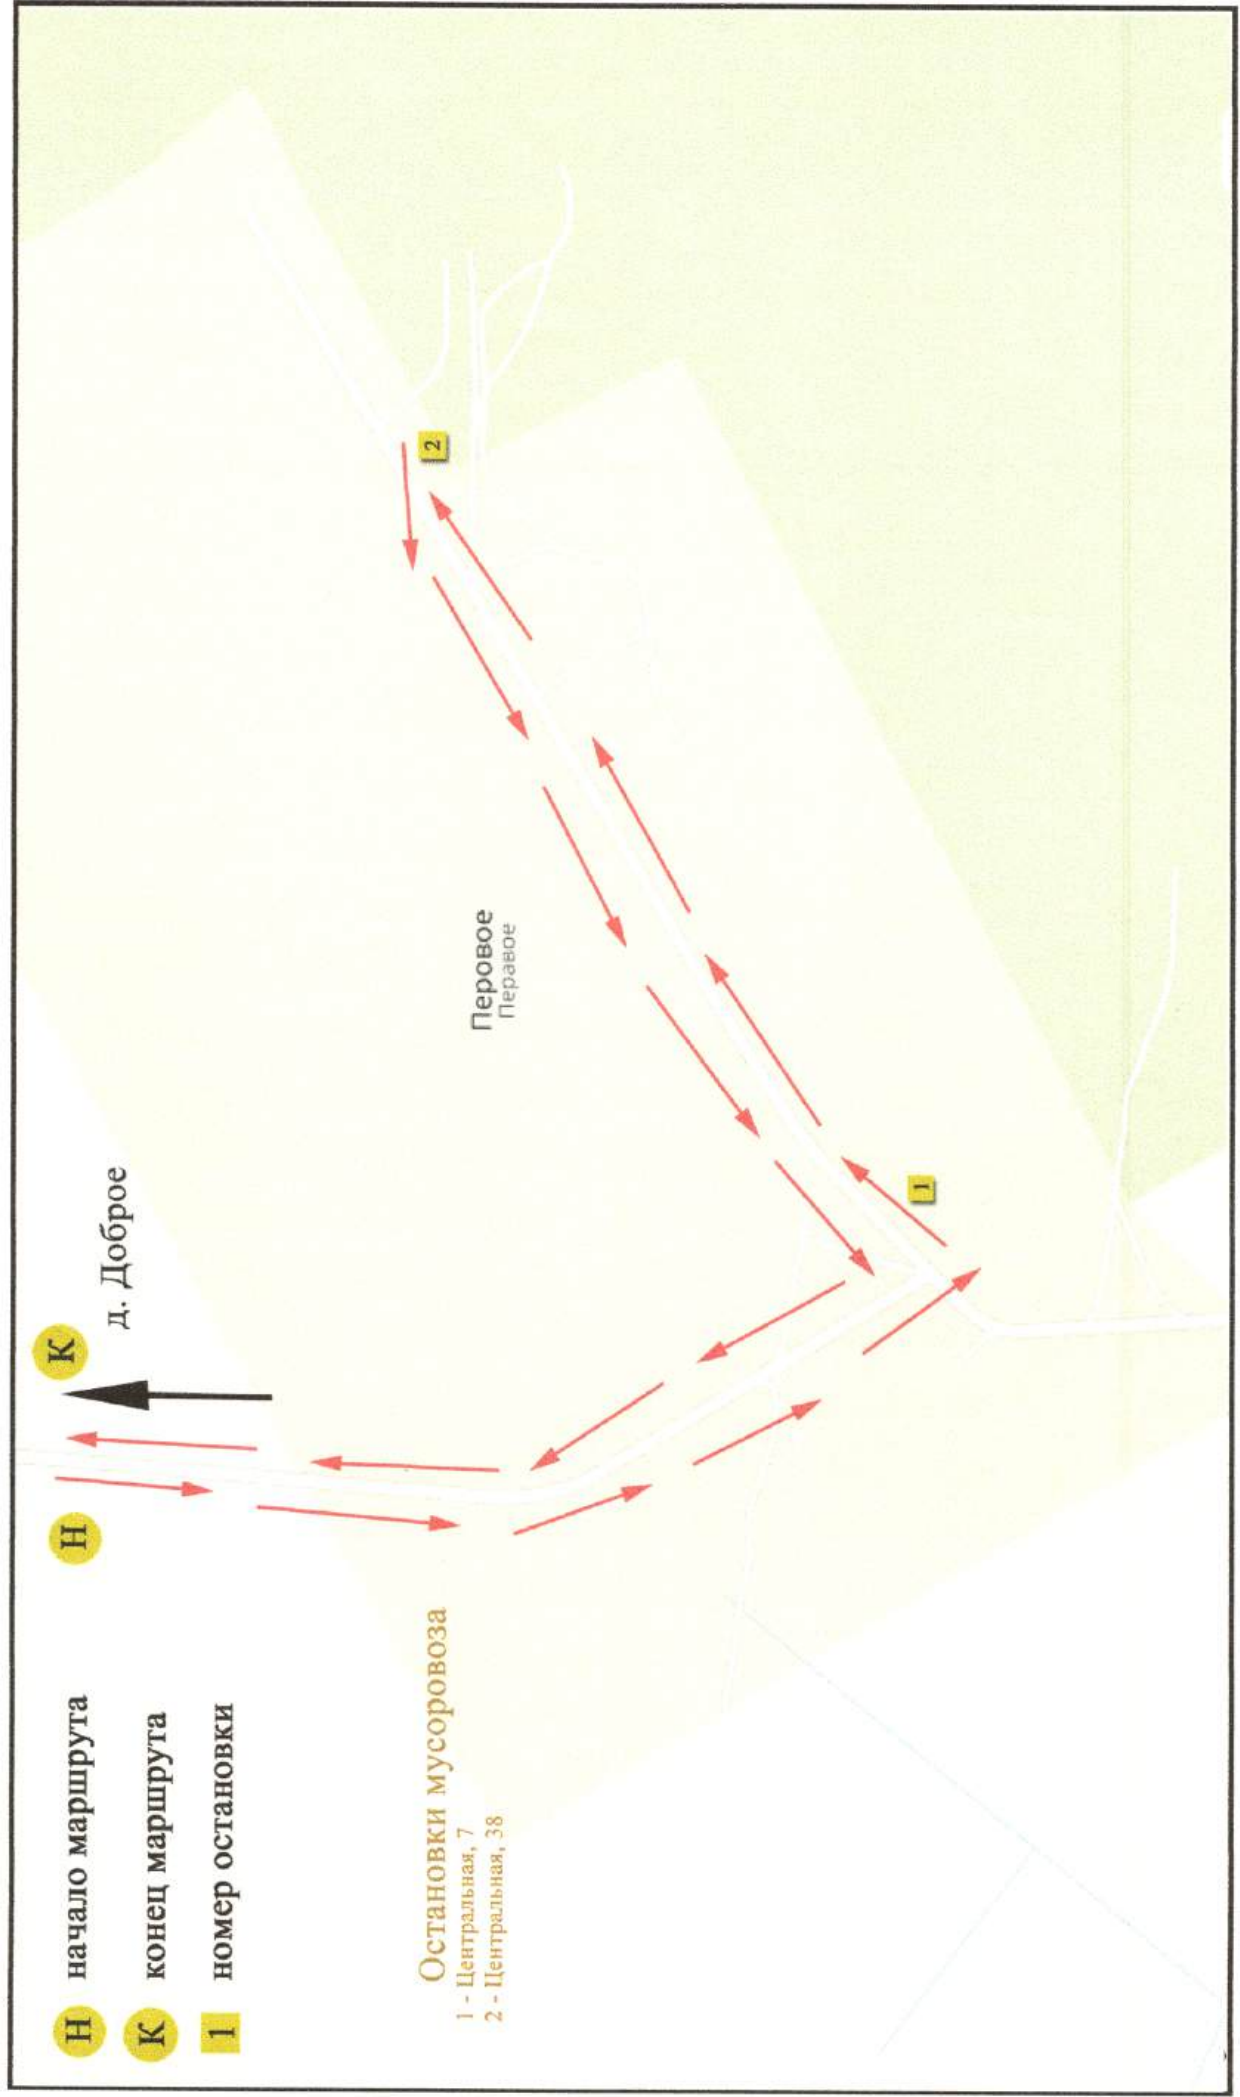 Н начало маршрута
К конец маршрута
1 номер остановки
Остановки мусоровоза
1 - Центральная, 7
2 - Центральная, 38
Н
К
д. Доброе
Перовое
Перавое
1
2